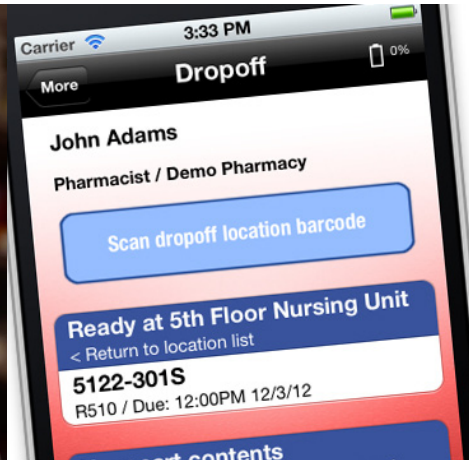 Carrier 3:33 PM
More Dropoff 0%
John Adams
Pharmacist / Demo Pharmacy
Scan dropoff location barcode
Ready at 5th Floor Nursing Unit
< Return to location list
5122-301S
R510 / Due: 12:00PM 12/3/12
contents